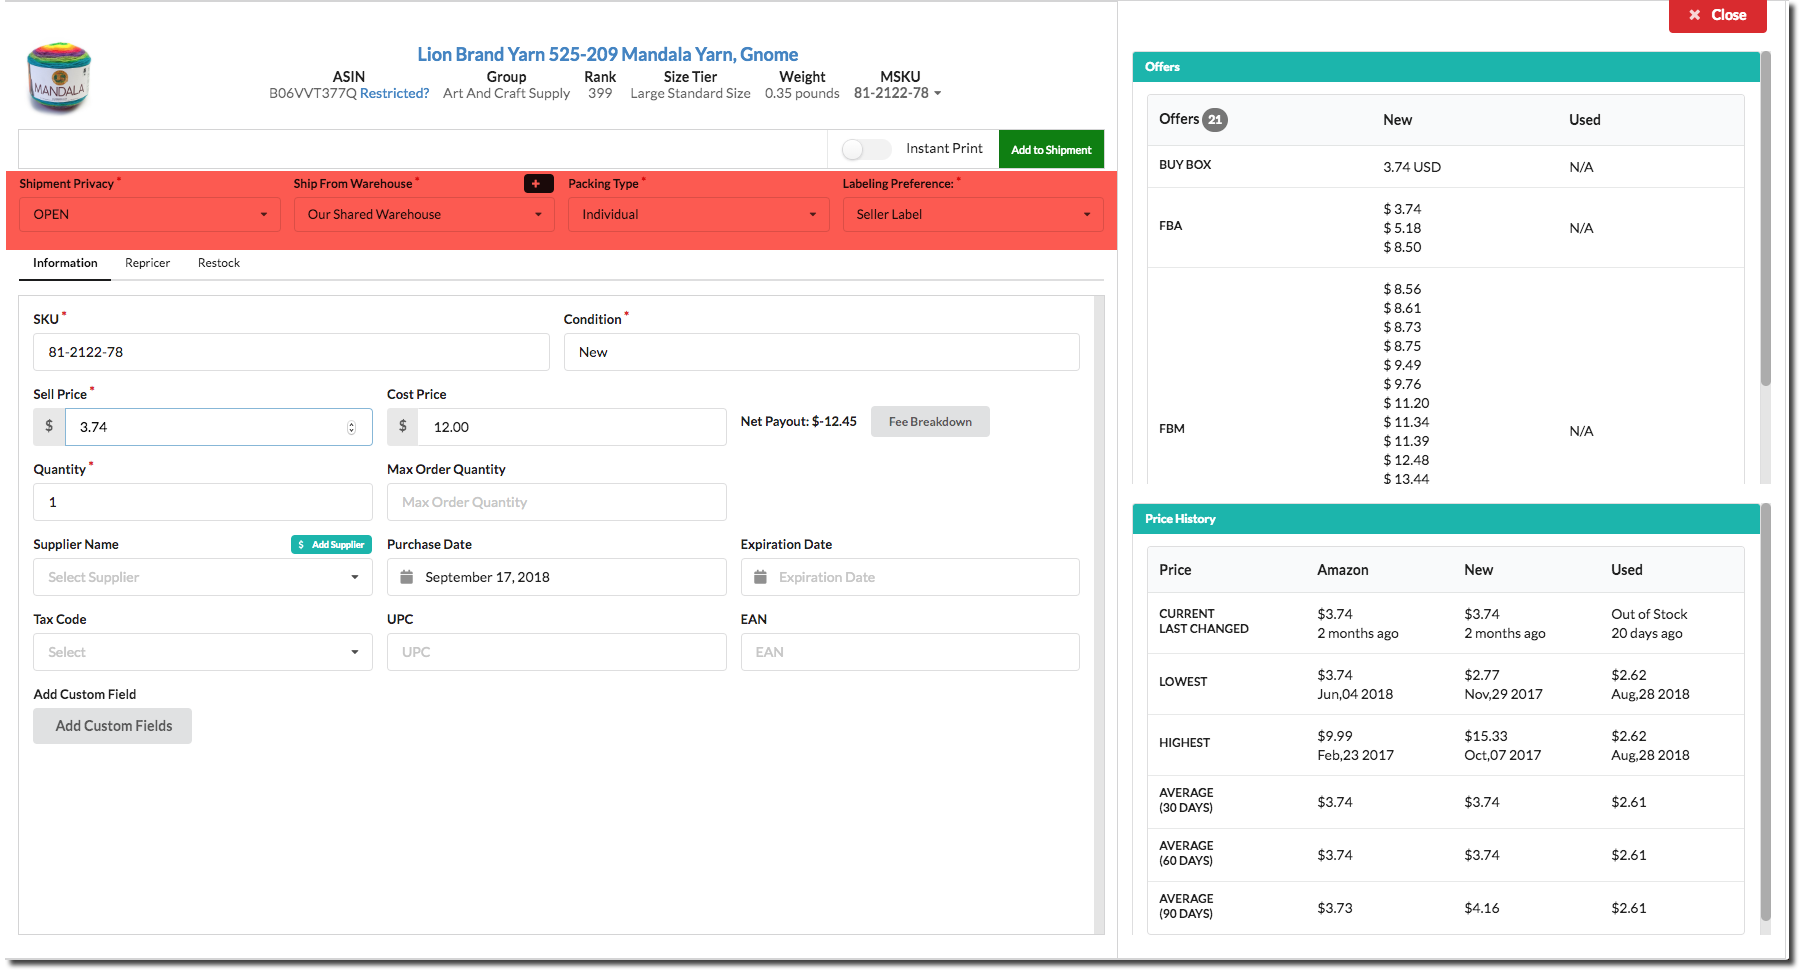 Close
MANDALA
Lion Brand Yarn 525-209 Mandala Yarn, Gnome
ASIN Group Rank Size Tier Weight MSKU
B06VVT377Q Restricted? Art And Craft Supply 399 Large Standard Size 0.35 pounds 81-2122-78
Instant Print Add to Shipment
Shipment Privacy * Ship From Warehouse * + Packing Type * Labeling Preference: *
OPEN Our Shared Warehouse Individual Seller Label
Information Repricer Restock
SKU * Condition *
81-2122-78 New
Sell Price * Cost Price
$ 3.74 $ 12.00 Net Payout: $-12.45 Fee Breakdown
Quantity * Max Order Quantity
1 Max Order Quantity
Supplier Name $ Add Supplier Purchase Date Expiration Date
Select Supplier September 17, 2018 Expiration Date
Tax Code UPC EAN
Select UPC EAN
Add Custom Field
Add Custom Fields
Offers
Offers 21 New Used
BUY BOX 3.74 USD N/A
$ 3.74
$ 5.18
$ 8.50
FBA N/A
$ 8.56
$ 8.61
$ 8.73
$ 8.75
$ 9.49
$ 9.76
$ 11.20
$ 11.34
$ 11.39
$ 12.48
$ 13.44
FBM N/A
Price History
Price Amazon New Used
CURRENT
LAST CHANGED
$3.74 $3.74 Out of Stock
2 months ago 2 months ago 20 days ago
LOWEST
$3.74 $2.77 $2.62
Jun,04 2018 Nov,29 2017 Aug,28 2018
HIGHEST
$9.99 $15.33 $2.62
Feb,23 2017 Oct,07 2017 Aug,28 2018
AVERAGE
(30 DAYS)
$3.74 $3.74 $2.61
AVERAGE
(60 DAYS)
$3.74 $3.74 $2.61
AVERAGE
(90 DAYS)
$3.73 $4.16 $2.61